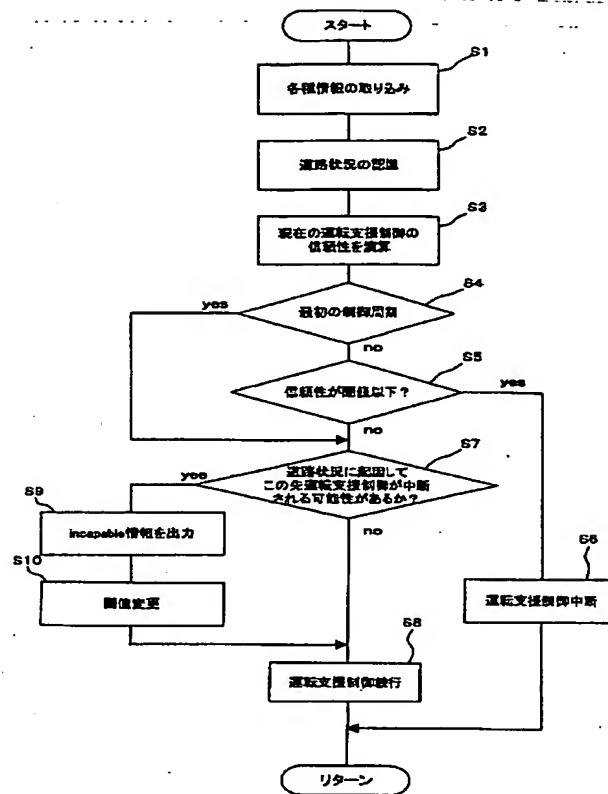 スタート
S1
各種情報の取り込み
S2
道路状況の認識
S3
現在の運転支援制御の
信頼性を演算
S4
yes
最初の制御周期
no
S5
信頼性が閾値以下?
yes
no
S7
yes
道路状況に起因して
この先運転支援制御が中断
される可能性があるか?
no
S9
incapable情報を出力
S10
閾値変更
S6
運転支援制御中断
S8
運転支援制御続行
リターン